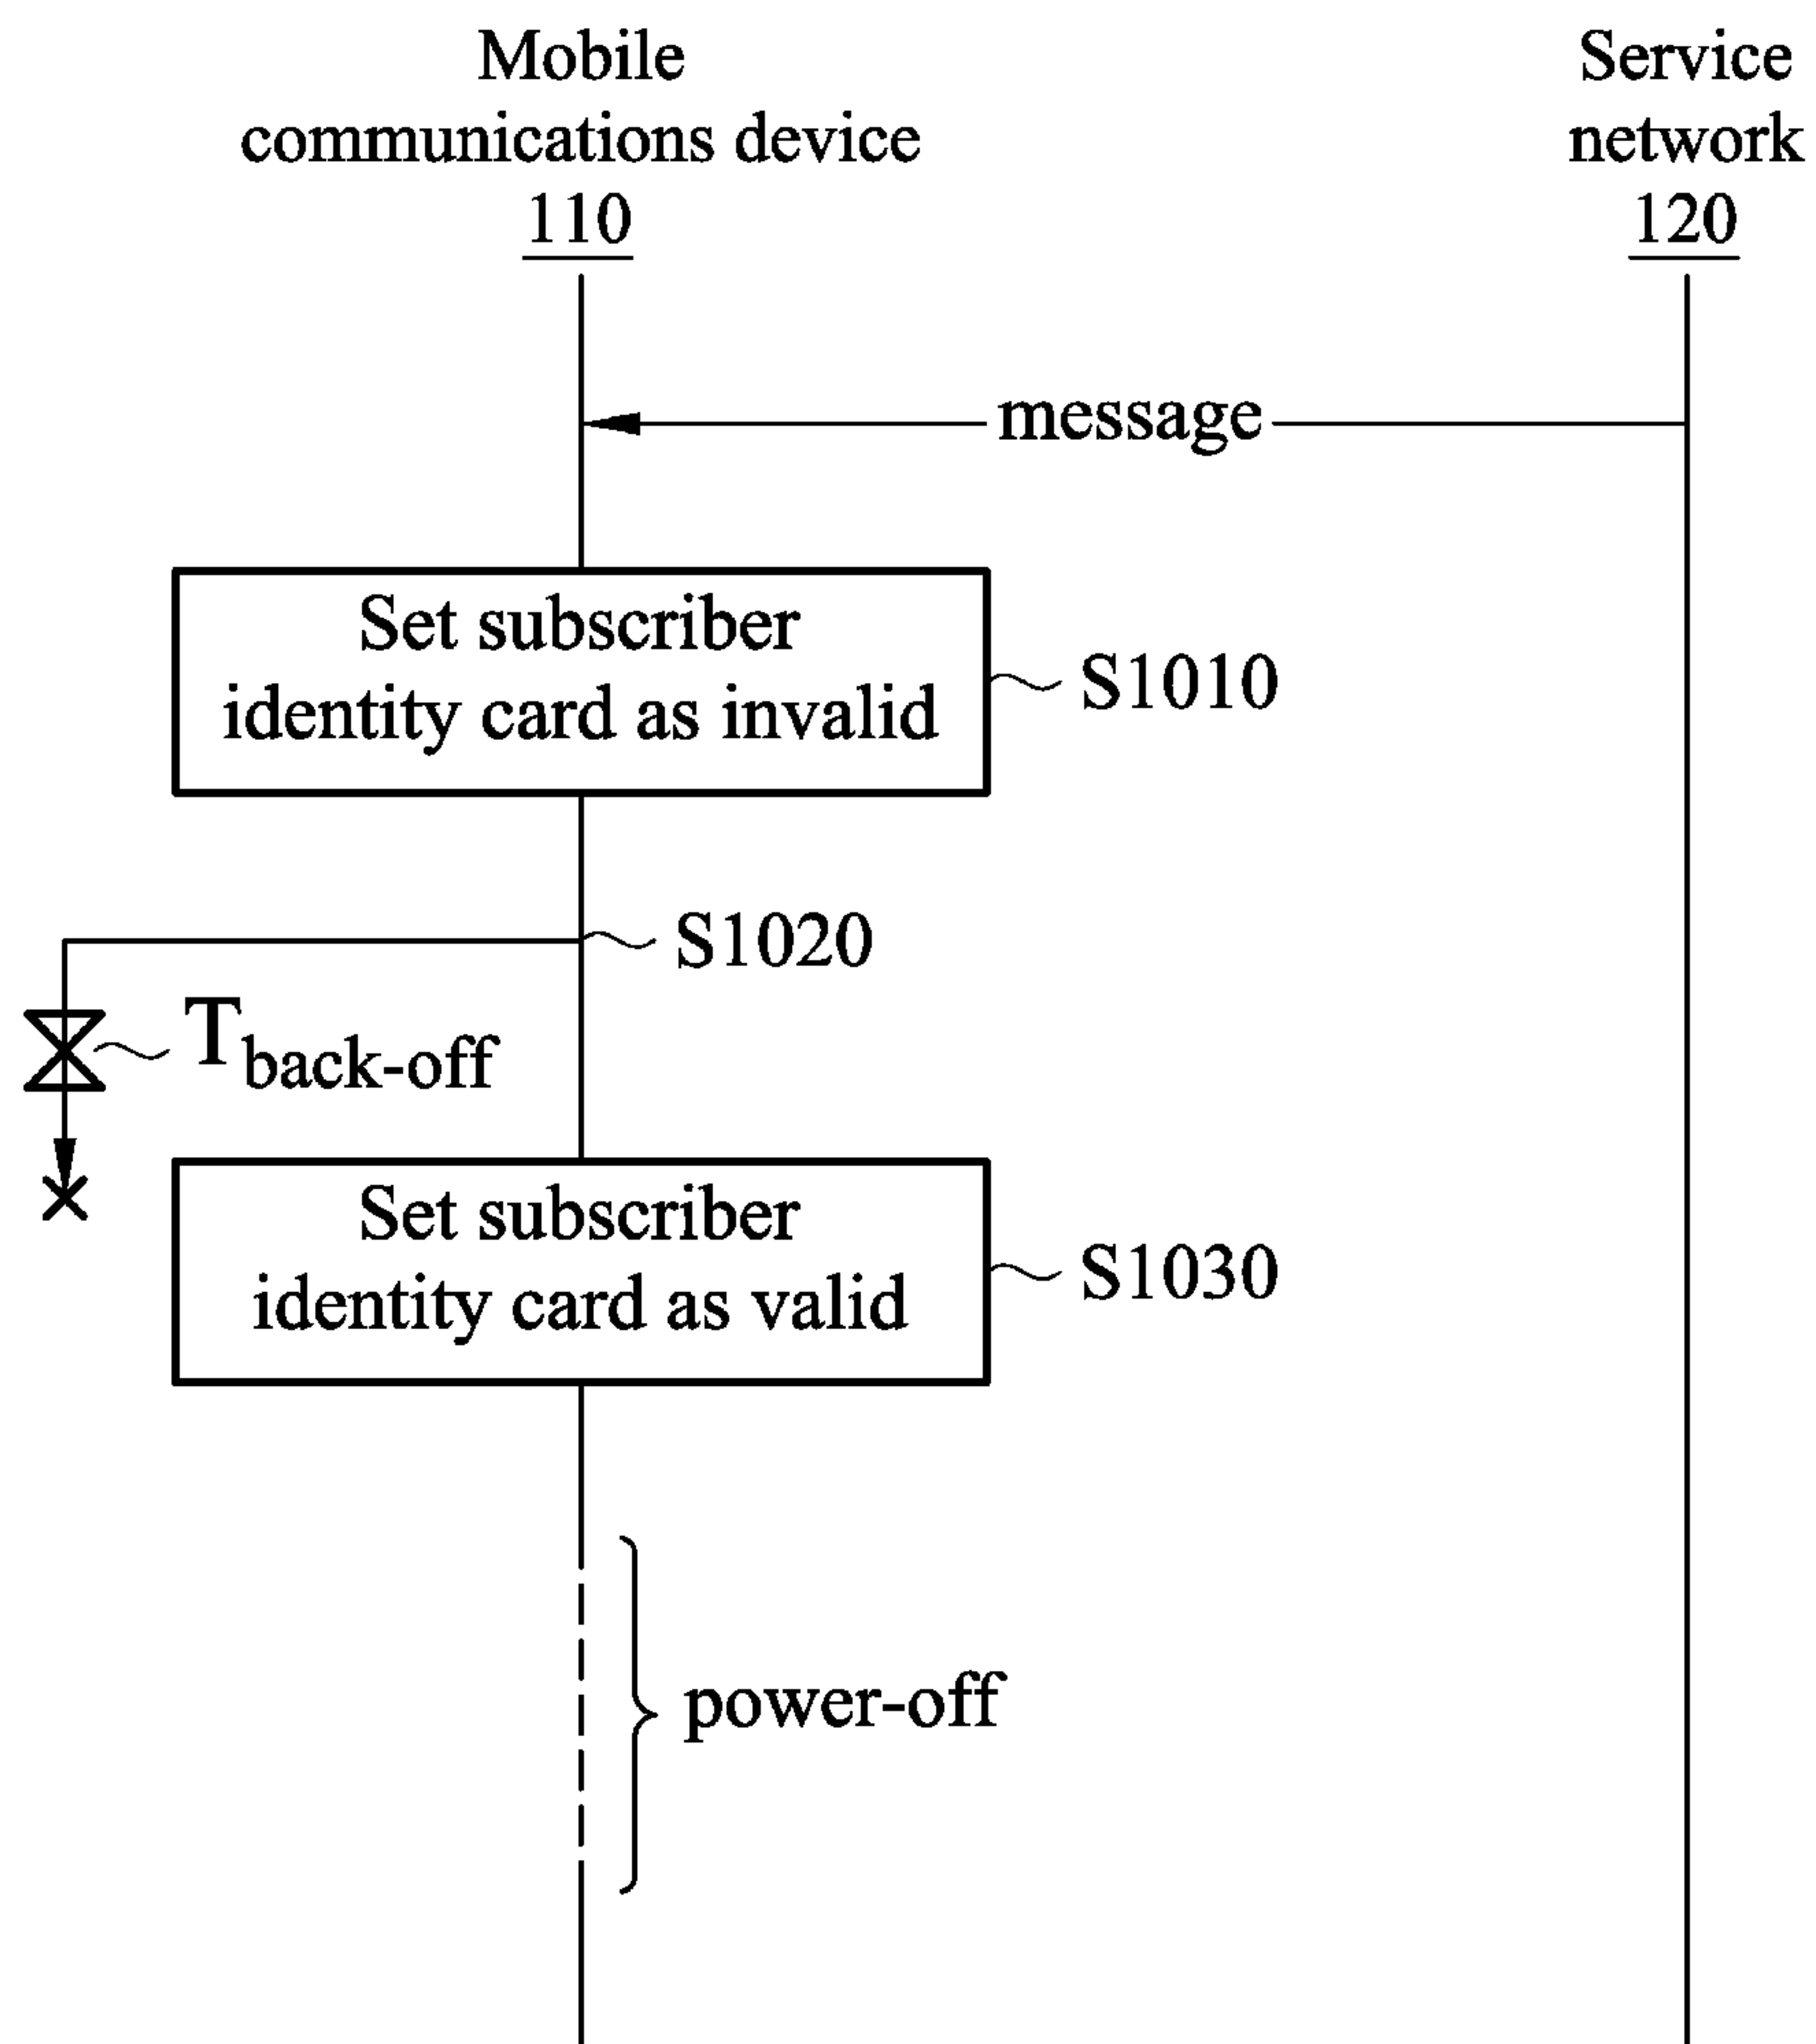 Mobile
communications device
110
Service
network
120
message
Set subscriber
identity card as invalid
S1010
S1020
Tback-off
Set subscriber
identity card as valid
S1030
power-off